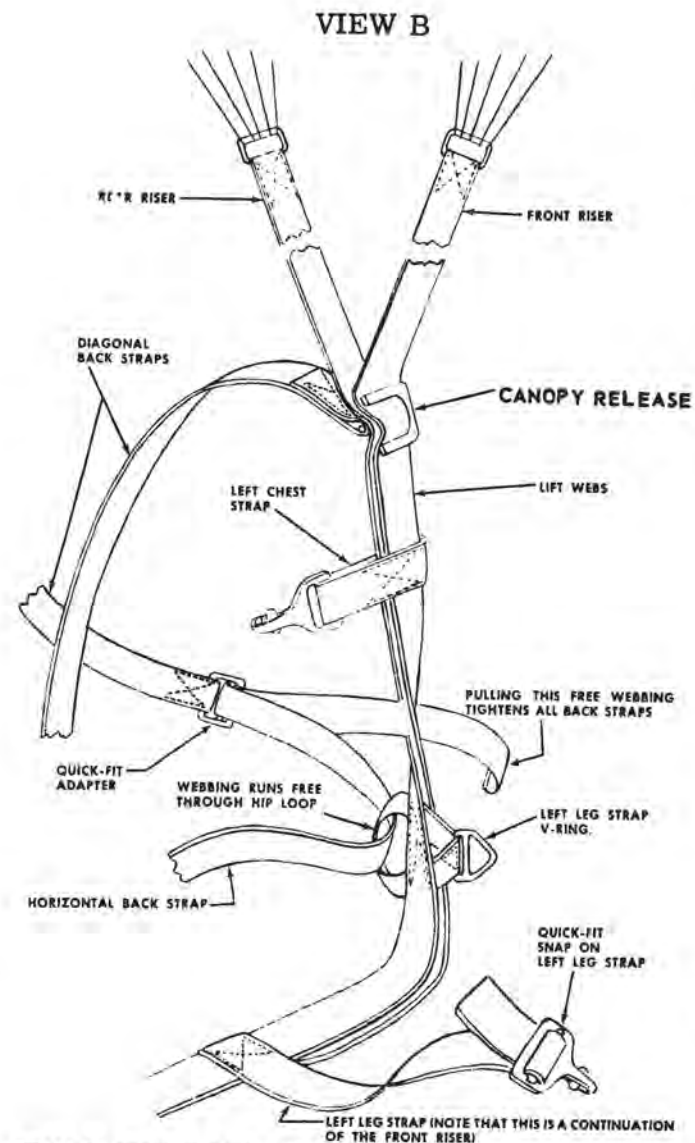 VIEW B
RISER
FRONT RISER
DIAGONAL
BACK STRAPS
CANOPY RELEASE
LEFT CHEST
STRAP
LIFT WEBS
PULLING THIS FREE WEBBING
TIGHTENS ALL BACK STRAPS
QUICK-FIT
ADAPTER
WEBBING RUNS FREE
THROUGH HIP LOOP
LEFT LEG STRAP
V-RING.
HORIZONTAL BACK STRAP
QUICK-FIT
SNAP ON
LEFT LEG STRAP
LEFT LEG STRAP (NOTE THAT THIS IS A CONTINUATION
OF THE FRONT RISER)